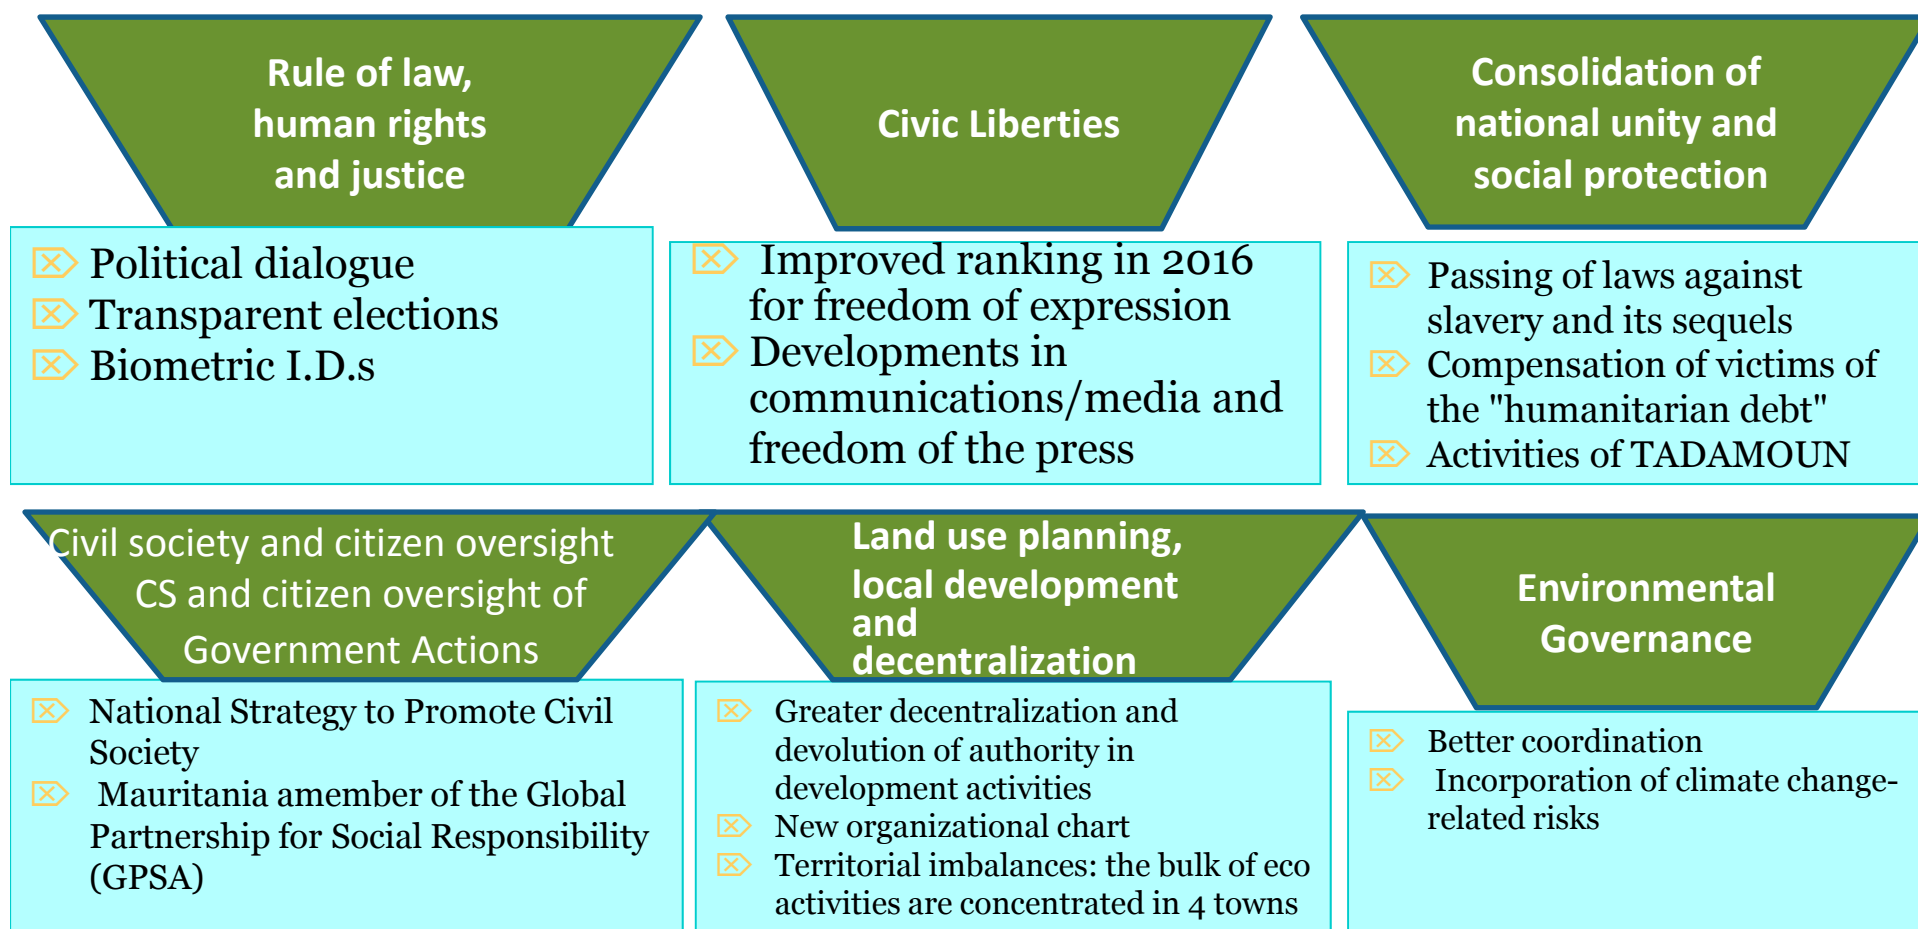 Rule of law,
human rights
and justice
Political dialogue
Transparent elections
Biometric I.D.s
Civic Liberties
Improved ranking in 2016
for freedom of expression
Developments in
communications/media and
freedom of the press
Consolidation of
national unity and
social protection
Passing of laws against
slavery and its sequels
Compensation of victims of
the "humanitarian debt"
Activities of TADAMOUN
Civil society and citizen oversight
CS and citizen oversight of
Government Actions
National Strategy to Promote Civil
Society
Mauritania amember of the Global
Partnership for Social Responsibility
(GPSA)
Land use planning,
local development
and
decentralization
Greater decentralization and
devolution of authority in
development activities
New organizational chart
Territorial imbalances: the bulk of eco
activities are concentrated in 4 towns
Environmental
Governance
Better coordination
Incorporation of climate change-
related risks